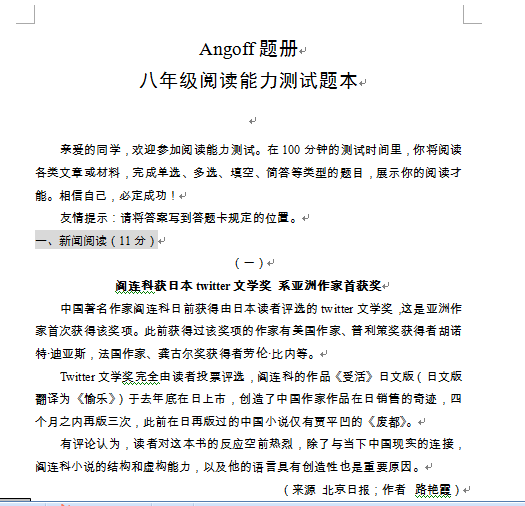 Angoff 题册
八年级阅读能力测试题本
亲爱的同学，欢迎参加阅读能力测试。在 100 分钟的测试时间里，你将阅读
各类文章或材料，完成单选、多选、填空、简答等类型的题目，展示你的阅读才
能。相信自己，必定成功！
友情提示：请将答案写到答题卡规定的位置。
一、新闻阅读（11 分）
（一）
阎连科获日本 twitter 文学奖 系亚洲作家首获奖
中国著名作家阎连科日前获得由日本读者评选的 twitter 文学奖，这是亚洲作
家首次获得该奖项。此前获得过该奖项的作家有美国作家、普利策奖获得者胡诺
特·迪亚斯，法国作家、龚古尔奖获得者劳伦·比内等。
Twitter 文学奖完全由读者投票评选，阎连科的作品《受活》日文版（日文版
翻译为《愉乐》）于去年底在日上市，创造了中国作家作品在日销售的奇迹，四
个月之内再版三次，此前在日再版过的中国小说仅有贾平凹的《废都》。
有评论认为，读者对这本书的反应空前热烈，除了与当下中国现实的连接，
阎连科小说的结构和虚构能力，以及他的语言具有创造性也是重要原因。
（来源 北京日报；作者 路艳霞）